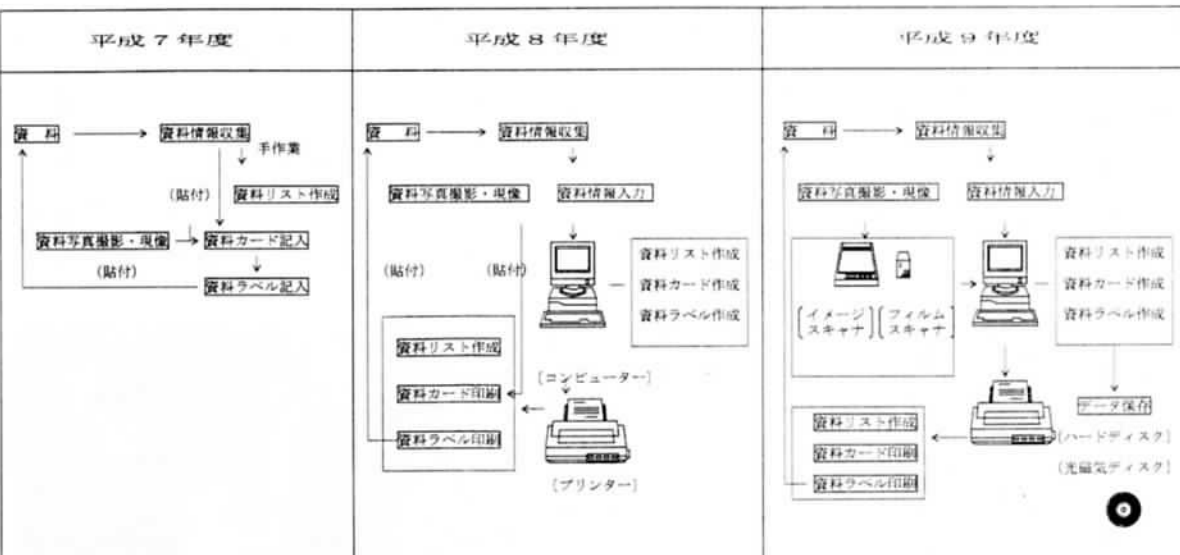 平成7年度
資料
資料情報収集
手作業
(貼付)
資料リスト作成
資料写真撮影・現像
資料カード記入
(貼付)
資料ラベル記入
平成8年度
資料
資料情報収集
資料写真撮影・現像
資料情報入力
(貼付)
(貼付)
資料リスト作成
資料カード作成
資料ラベル作成
資料リスト作成
〔コンピューター〕
資料カード印刷
資料ラベル印刷
〔プリンター〕
平成9年度
資料
資料情報収集
資料写真撮影・現像
資料情報入力
資料リスト作成
資料カード作成
資料ラベル作成
〔イメージスキャナ〕
〔フィルムスキャナ〕
データ保存
資料リスト作成
〔ハードディスク〕
資料カード印刷
〔光磁気ディスク〕
資料ラベル印刷